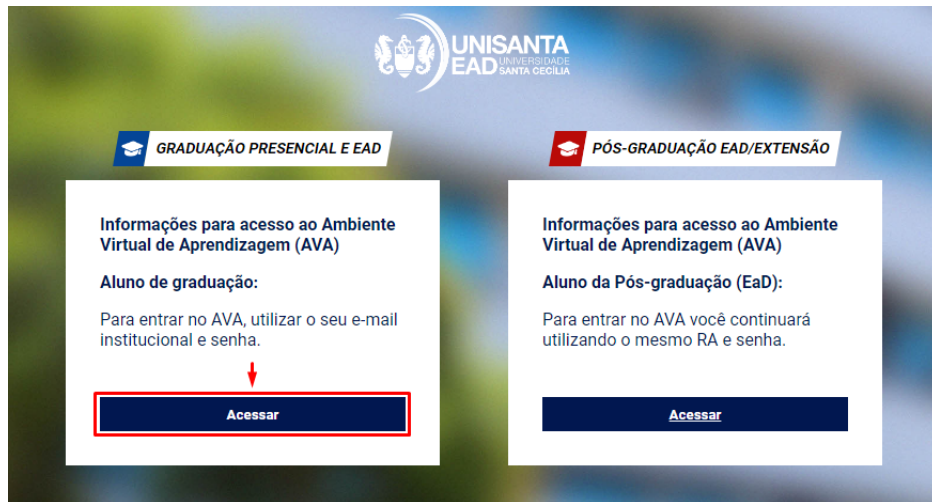 UNISANTA
EAD UNIVERSIDADE SANTA CECÍLIA
GRADUAÇÃO PRESENCIAL E EAD
Informações para acesso ao Ambiente
Virtual de Aprendizagem (AVA)
Aluno de graduação:
Para entrar no AVA, utilizar o seu e-mail
institucional e senha.
Acessar
PÓS-GRADUAÇÃO EAD/EXTENSÃO
Informações para acesso ao Ambiente
Virtual de Aprendizagem (AVA)
Aluno da Pós-graduação (EaD):
Para entrar no AVA você continuará
utilizando o mesmo RA e senha.
Acessar